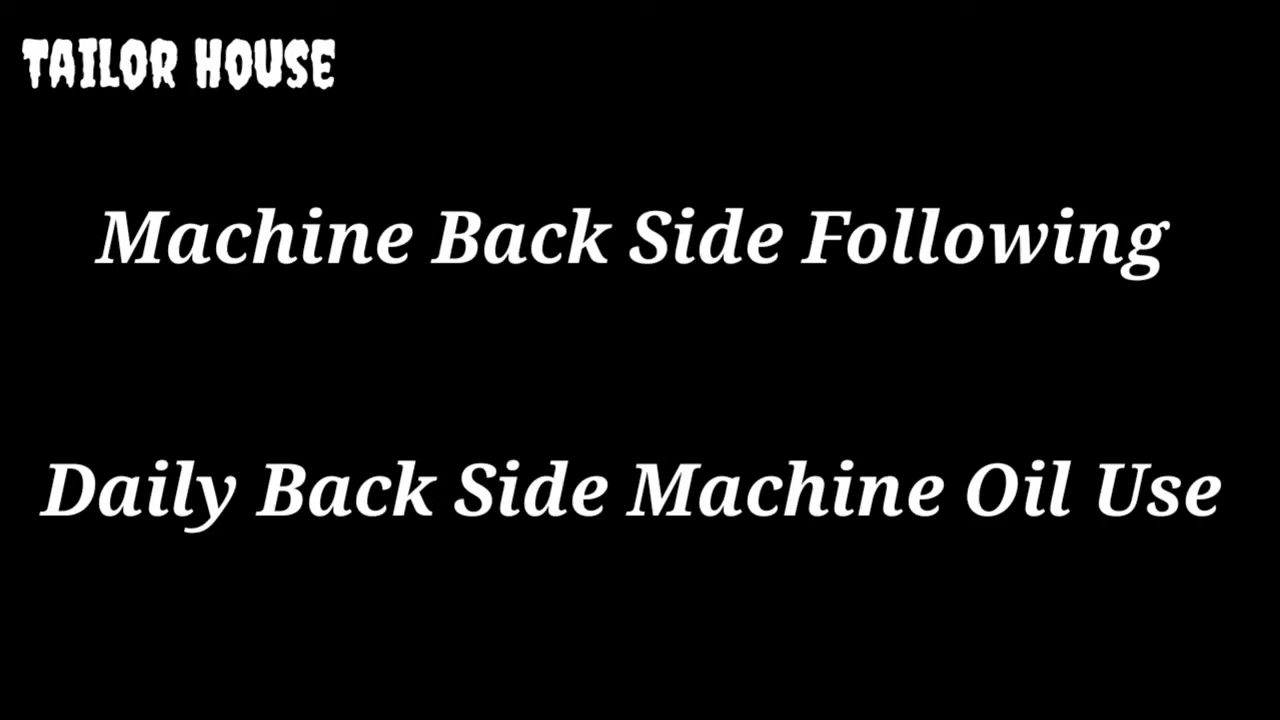 TAILOR HOUSE
Machine Back Side Following
Daily Back Side Machine Oil Use